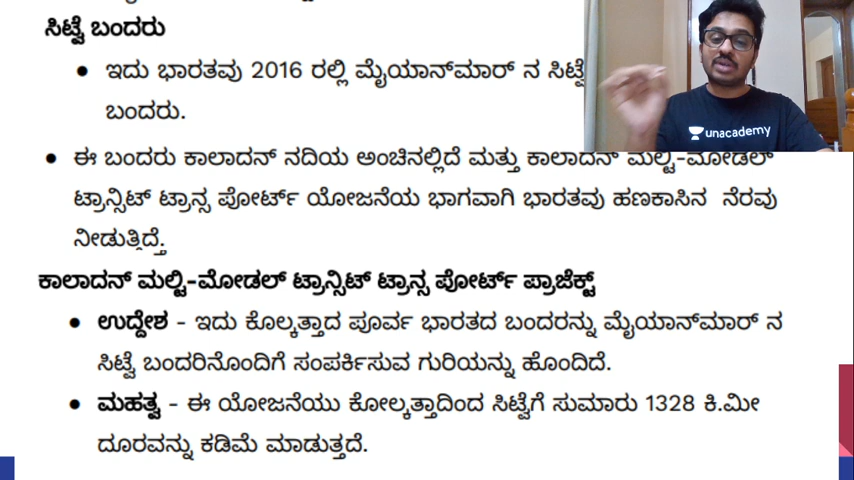 ಸಿಟ್ವೆ ಬಂದರು
● ಇದು ಭಾರತವು 2016 ರಲ್ಲಿ ಮೈಯಾನ್‌ಮಾರ್ ನ
ಬಂದರು.
unacademy
● ಈ ಬಂದರು ಕಾಲಾದನ್ ನದಿಯ ಅಂಚಿನಲ್ಲಿದೆ ಮತ್ತು ಕಾಲಾದನ್ ಮಲ್ಟಿ-ಮೋಡಲ್
ಟ್ರಾನ್ಸಿಟ್ ಟ್ರಾನ್ಸ ಪೋರ್ಟ್ ಯೋಜನೆಯ ಭಾಗವಾಗಿ ಭಾರತವು ಹಣಕಾಸಿನ ನೆರವು
ನೀಡುತ್ತಿದ್ದೆ.
ಕಾಲಾದನ್ ಮಲ್ಟಿ-ಮೋಡಲ್ ಟ್ರಾನ್ಸಿಟ್ ಟ್ರಾನ್ಸ ಪೋರ್ಟ್ ಪ್ರಾಜೆಕ್ಟ್
● ಉದ್ದೇಶ - ಇದು ಕೊಲ್ಕತ್ತಾದ ಪೂರ್ವ ಭಾರತದ ಬಂದರನ್ನು ಮೈಯಾನ್‌ಮಾರ್ ನ
ಸಿಟ್ವೆ ಬಂದರಿನೊಂದಿಗೆ ಸಂಪರ್ಕಿಸುವ ಗುರಿಯನ್ನು ಹೊಂದಿದೆ.
● ಮಹತ್ವ - ಈ ಯೋಜನೆಯು ಕೋಲ್ಕತ್ತಾದಿಂದ ಸಿಟ್ವೆಗೆ ಸುಮಾರು 1328 ಕಿ.ಮೀ
ದೂರವನ್ನು ಕಡಿಮೆ ಮಾಡುತ್ತದೆ.